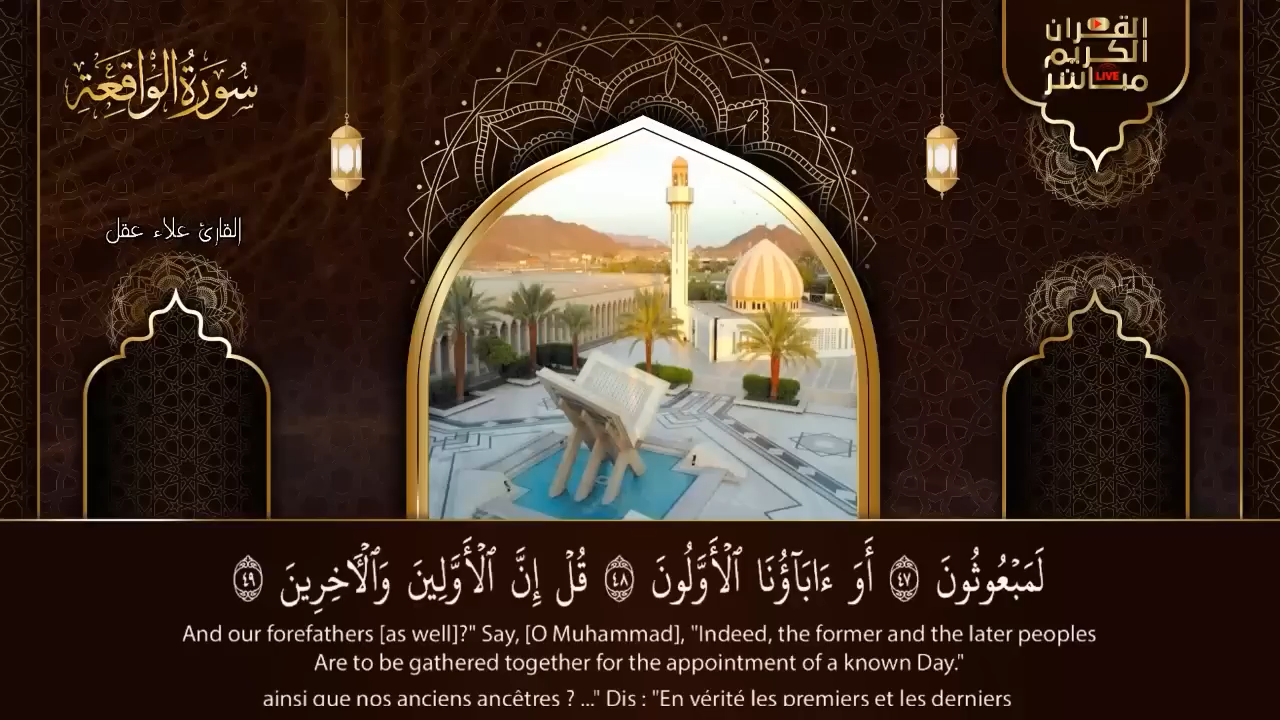 سُورَةُ الْوَاقِعَة
القرآن
الكريم
مباشر
LIVE
القارئ علاء عقل
لَمَبْعُوثُونَ ٤٧ أَوَ ءَابَآؤُنَا ٱلْأَوَّلُونَ ٤٨ قُلْ إِنَّ ٱلْأَوَّلِينَ وَٱلْـَٔاخِرِينَ ٤٩
And our forefathers [as well]?" Say, [O Muhammad], "Indeed, the former and the later peoples
Are to be gathered together for the appointment of a known Day."
ainsi que nos anciens ancêtres ? ..." Dis : "En vérité les premiers et les derniers